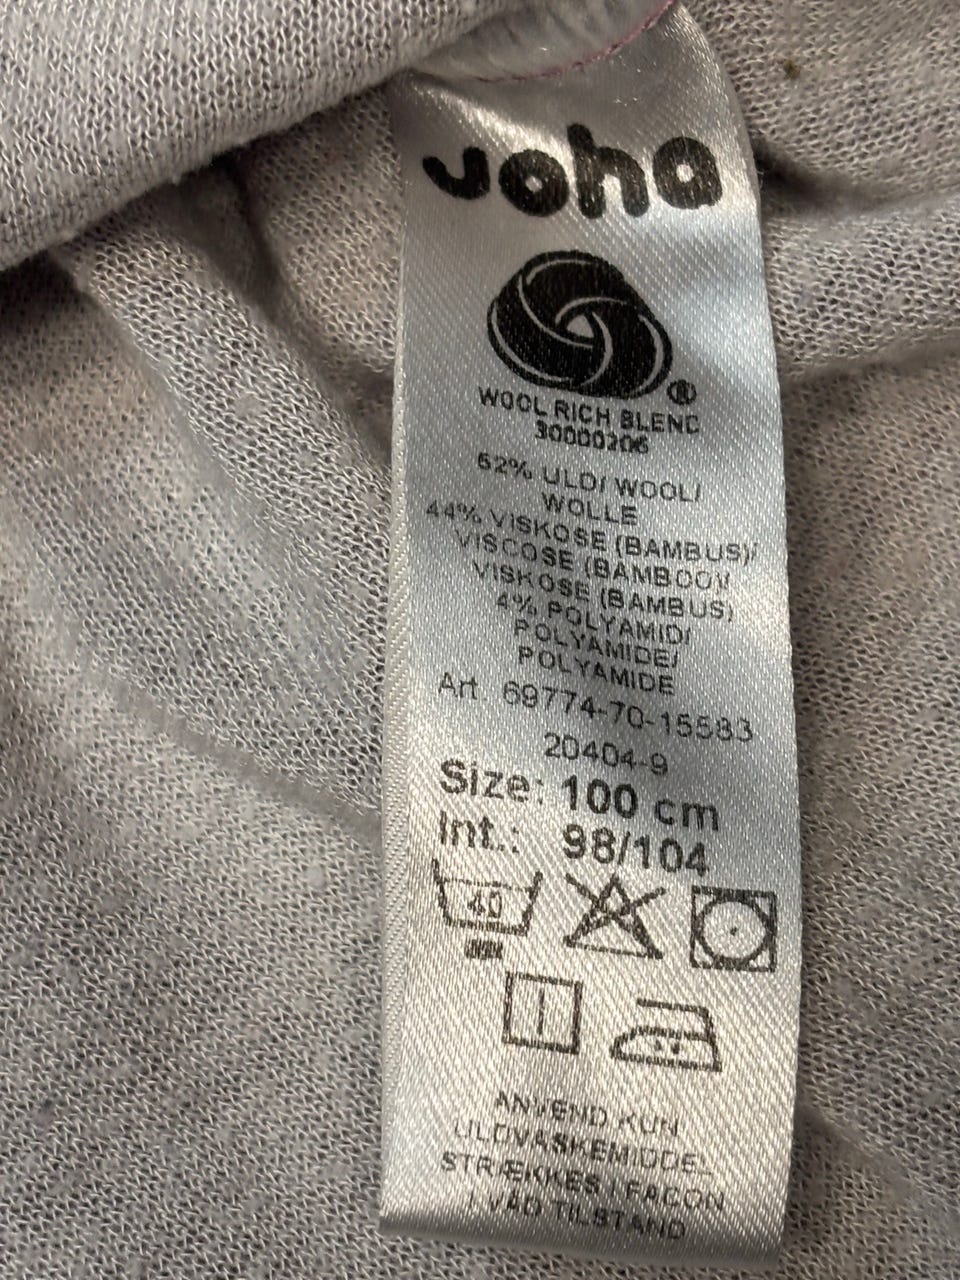 Joha
®
WOOL RICH BLEND
30000206
52% ULD/ WOOL/
WOLLE
44% VISKOSE (BAMBUS)/
VISCOSE (BAMBOO)/
VISKOSE (BAMBUS)
4% POLYAMID/
POLYAMIDE/
POLYAMIDE
Art. 69774-70-15583
20404-9
Size: 100 cm
Int.: 98/104
40
ANVEND KUN
ULDVASKEMIDDEL
STRÆKKES I FACON
I VÅD TILSTAND